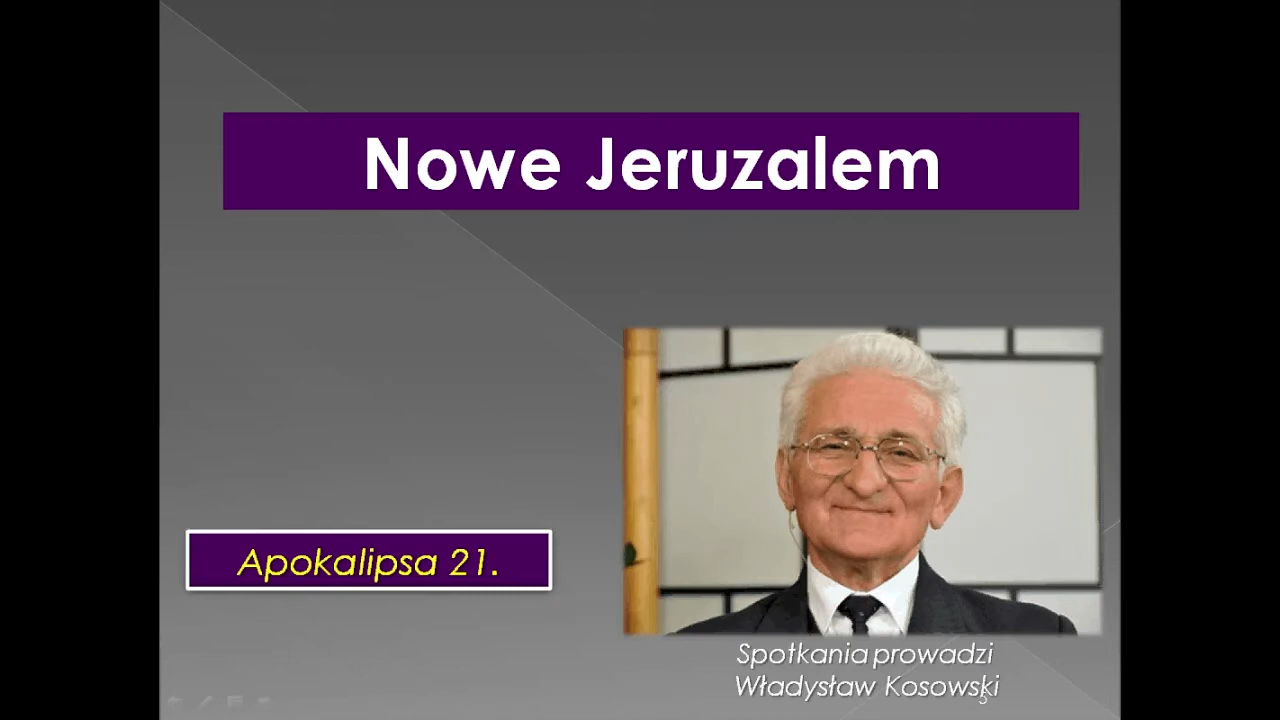 Nowe Jeruzalem
Apokalipsa 21.
Spotkania prowadzi
Władysław Kosowski